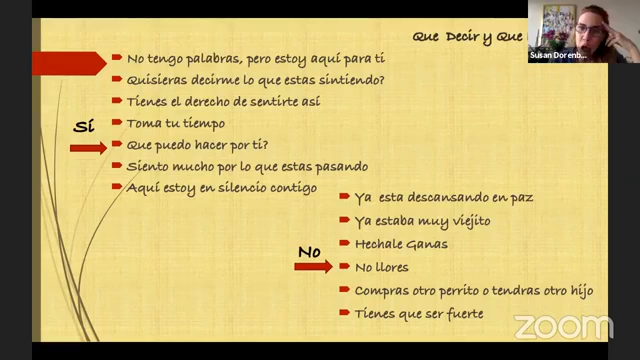 Que Decir y Que
Susan Dorenb...
No tengo palabras, pero estoy aquí para ti
Quisieras decirme lo que estas sintiendo?
Tienes el derecho de sentirte así
Toma tu tiempo
Sí
Que puedo hacer por ti?
Siento mucho por lo que estas pasando
Aquí estoy en silencio contigo
Ya esta descansando en paz
Ya estaba muy viejito
Hechale Ganas
No
No llores
Compras otro perrito o tendras otro hijo
Tienes que ser fuerte
zoom